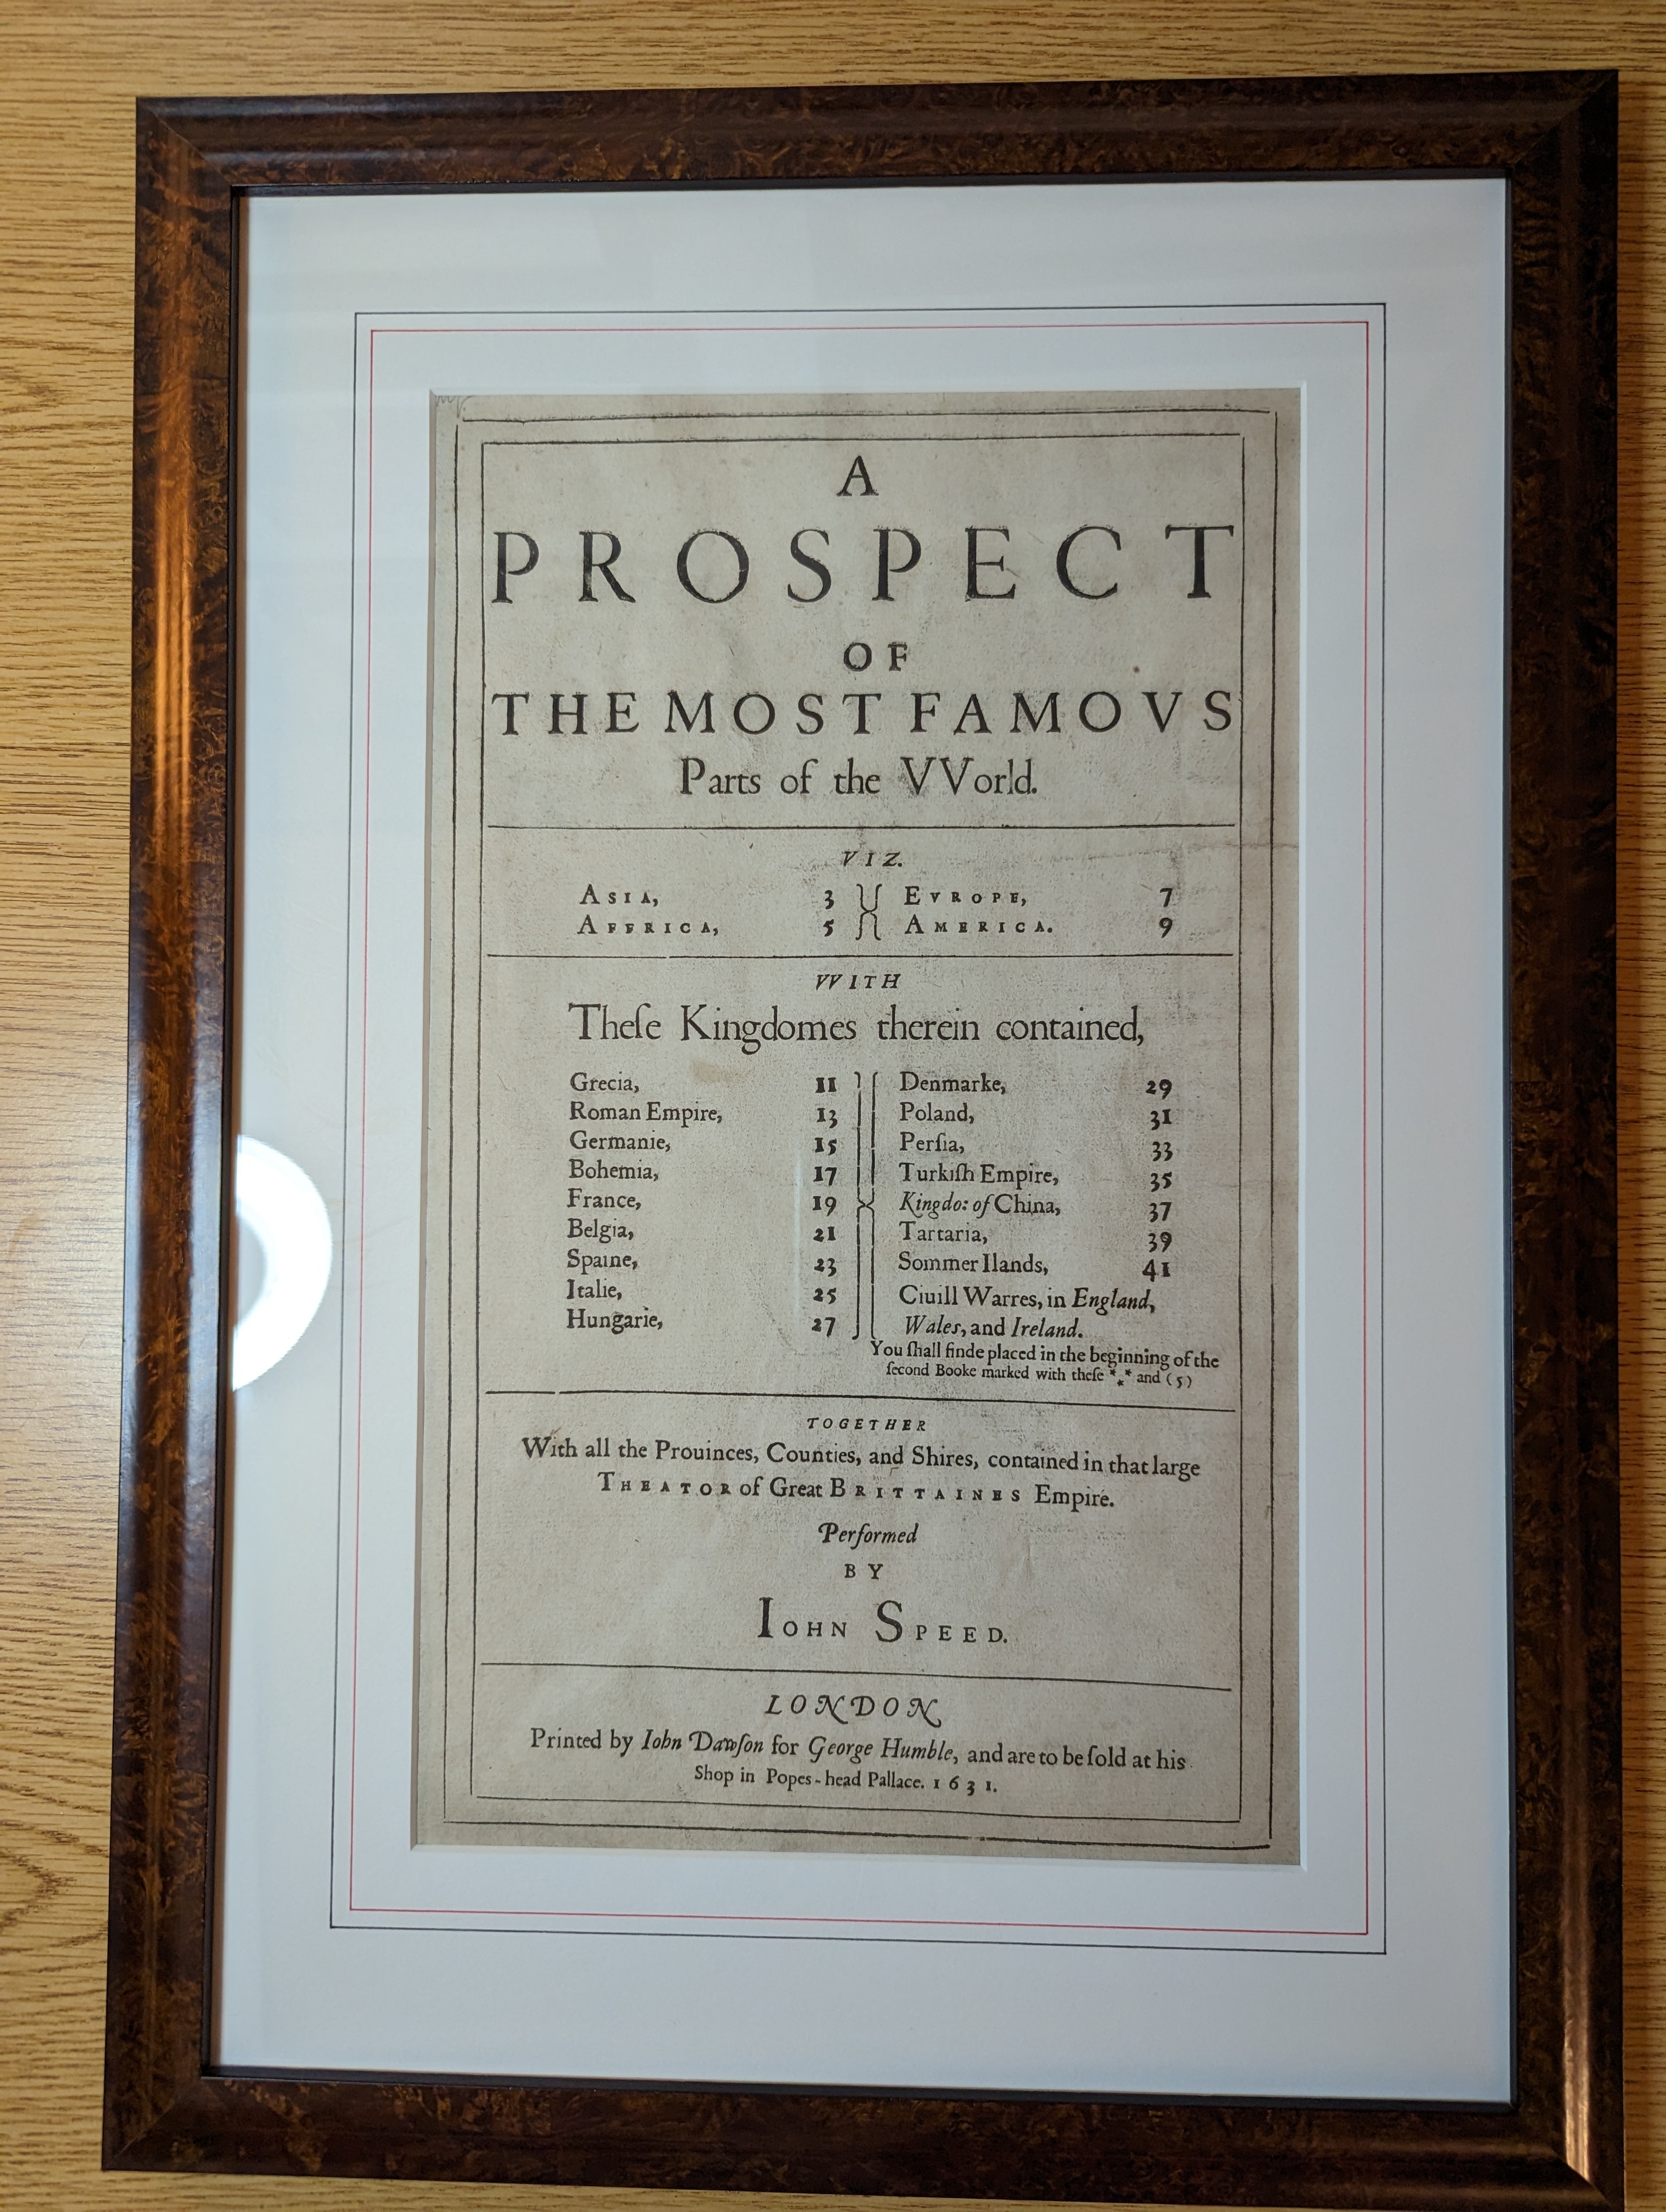 A
PROSPECT
OF
THE MOST FAMOVS
Parts of the VVorld.
VIZ.
ASIA, 3 EVROPE, 7
AFFRICA, 5 AMERICA. 9
VVITH
Theſe Kingdomes therein contained,
Grecia, 11 Denmarke, 29
Roman Empire, 13 Poland, 31
Germanie, 15 Perſia, 33
Bohemia, 17 Turkiſh Empire, 35
France, 19 Kingdo: of China, 37
Belgia, 21 Tartaria, 39
Spaine, 23 Sommer Ilands, 41
Italie, 25 Ciuill Warres, in England,
Hungarie, 27 Wales, and Ireland.
You ſhall finde placed in the beginning of the
ſecond Booke marked with theſe *⁎* and (5)
TOGETHER
With all the Prouinces, Counties, and Shires, contained in that large
THEATOR of Great BRITTAINES Empire.
Performed
BY
IOHN SPEED.
LONDON
Printed by Iohn Dawſon for George Humble, and are to be ſold at his
Shop in Popes-head Pallace. 1631.